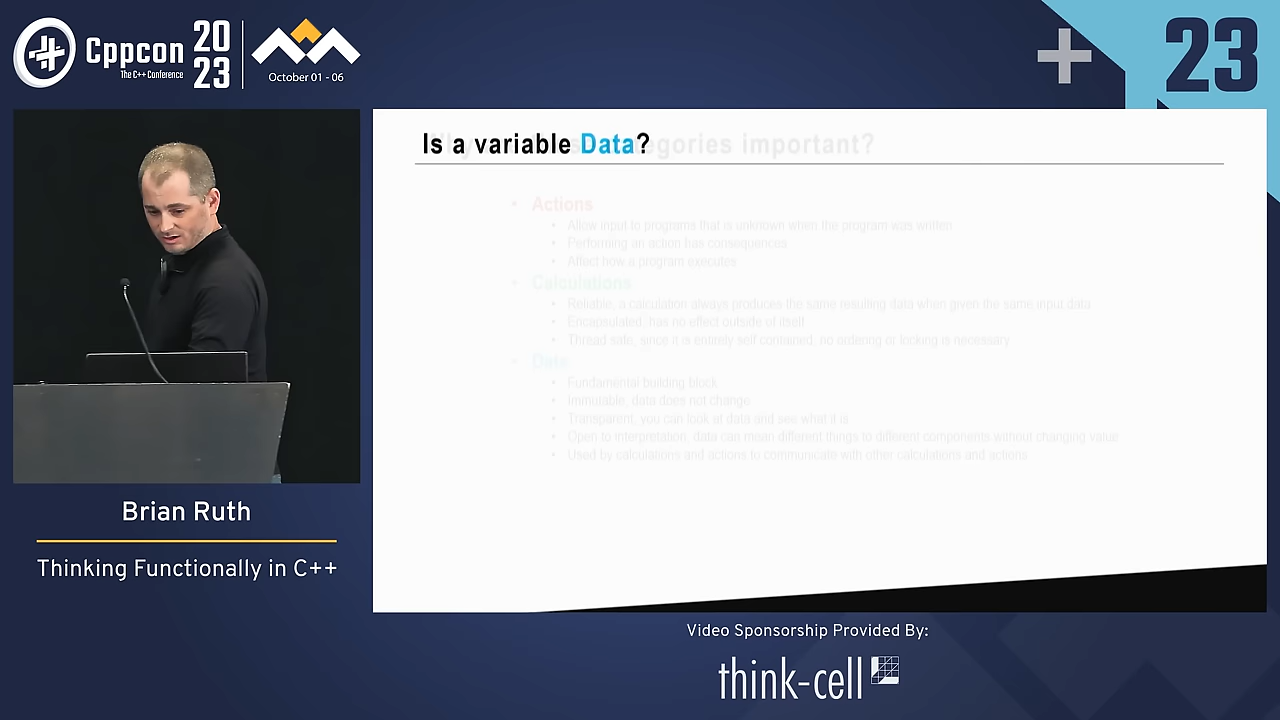 Cppcon
The C++ Conference
20
23
October 01 - 06
23
Is a variable Data?
egories important?
Actions
Allow input to programs that is unknown when the program was written
Performing an action has consequences
Affect how a program executes
Calculations
Reliable, a calculation always produces the same resulting data when given the same input data
Encapsulated, has no effect outside of itself
Thread safe, since it is entirely self contained, no ordering or locking is necessary
Data
Fundamental building block
Immutable, data does not change
Transparent, you can look at data and see what it is
Open to interpretation, data can mean different things to different components without changing value
Used by calculations and actions to communicate with other calculations and actions
Brian Ruth
Thinking Functionally in C++
Video Sponsorship Provided By:
think-cell